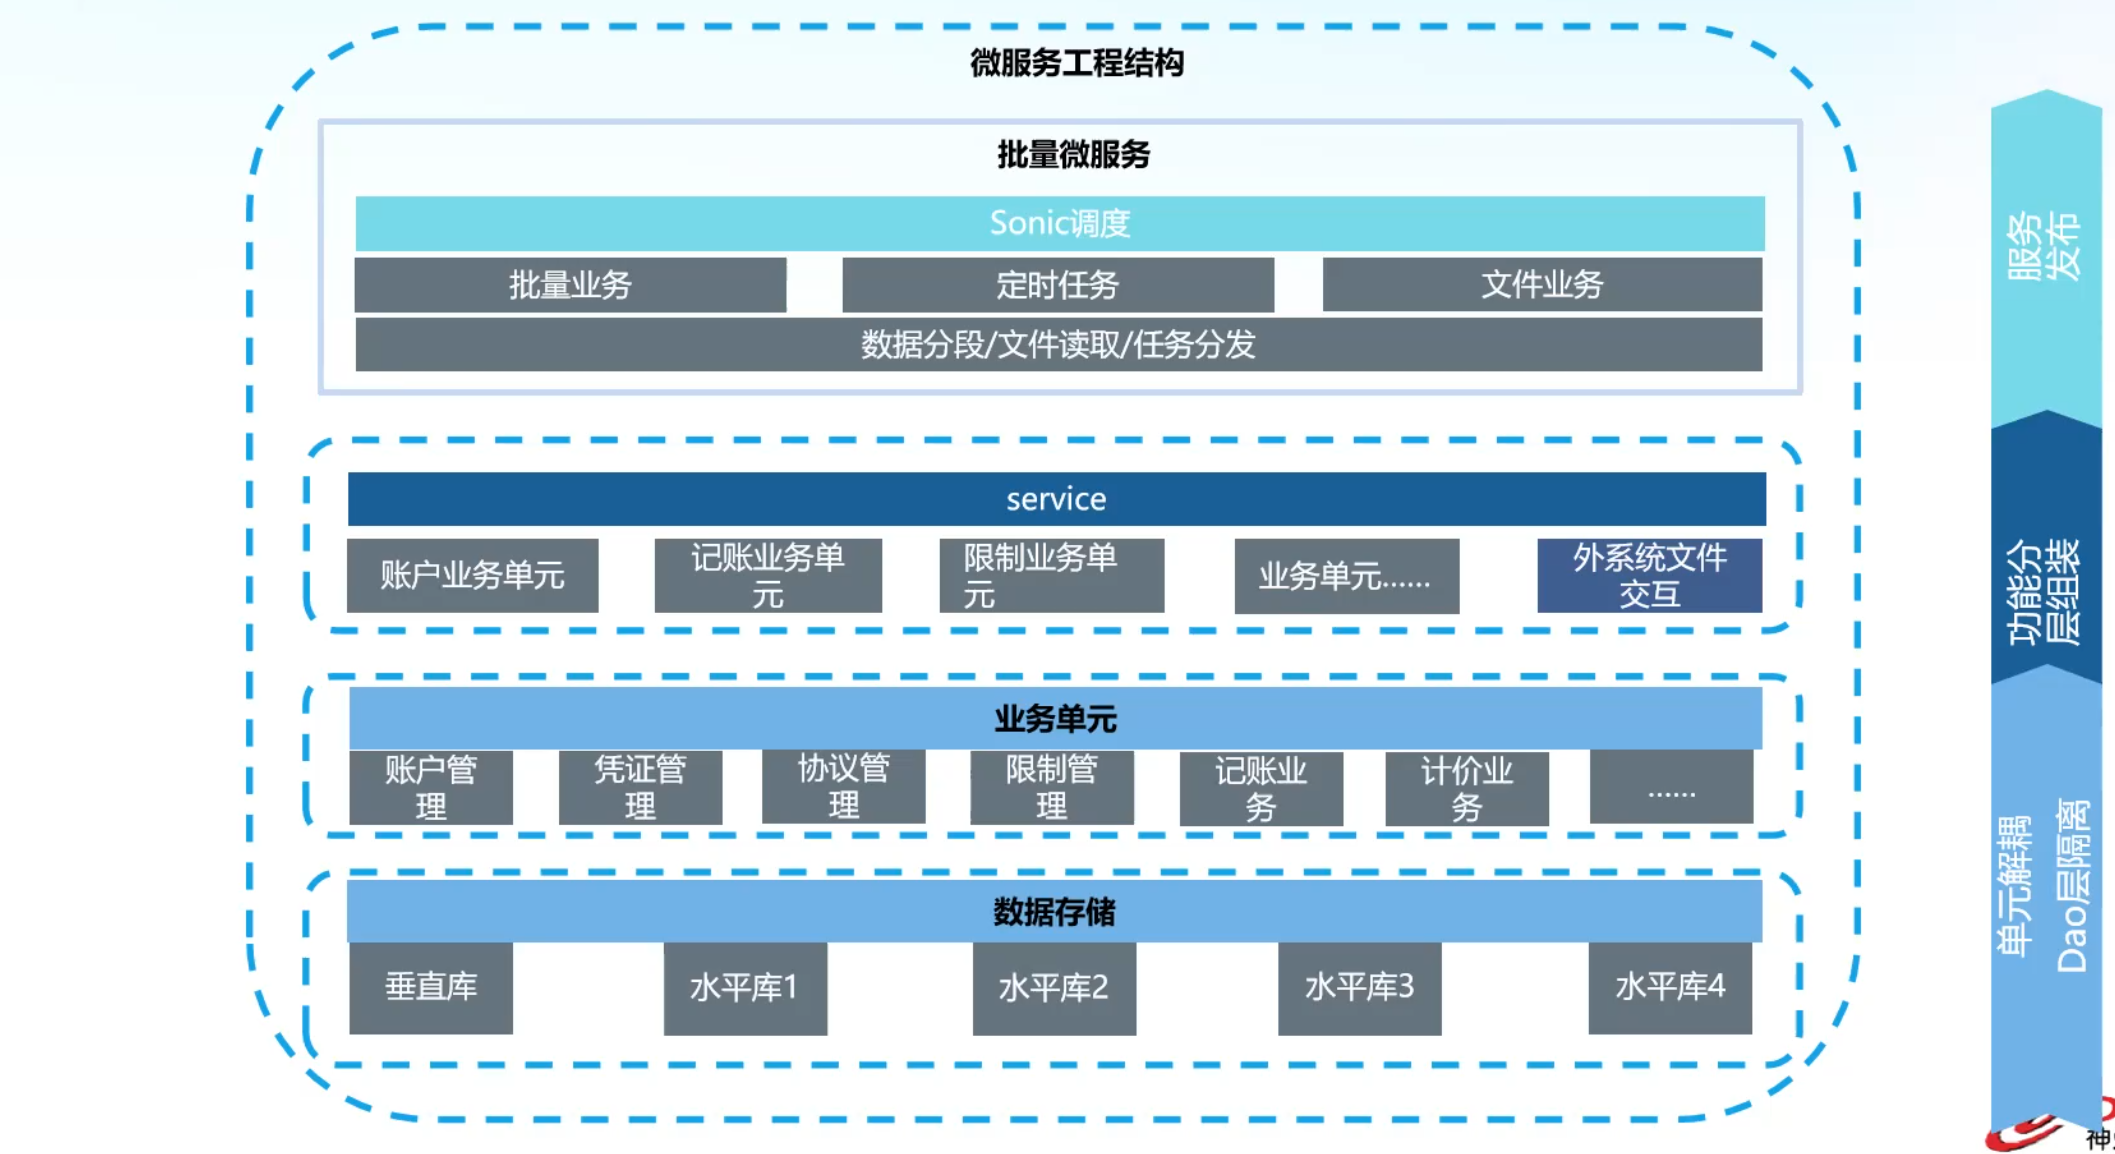 微服务工程结构
批量微服务
Sonic调度
批量业务
定时任务
文件业务
数据分段/文件读取/任务分发
service
账户业务单元
记账业务单
元
限制业务单
元
业务单元......
外系统文件
交互
业务单元
账户管
理
凭证管
理
协议管
理
限制管
理
记账业
务
计价业
务
......
数据存储
垂直库
水平库1
水平库2
水平库3
水平库4
服务
发布
功能分
层组装
单元解耦
Dao层隔离